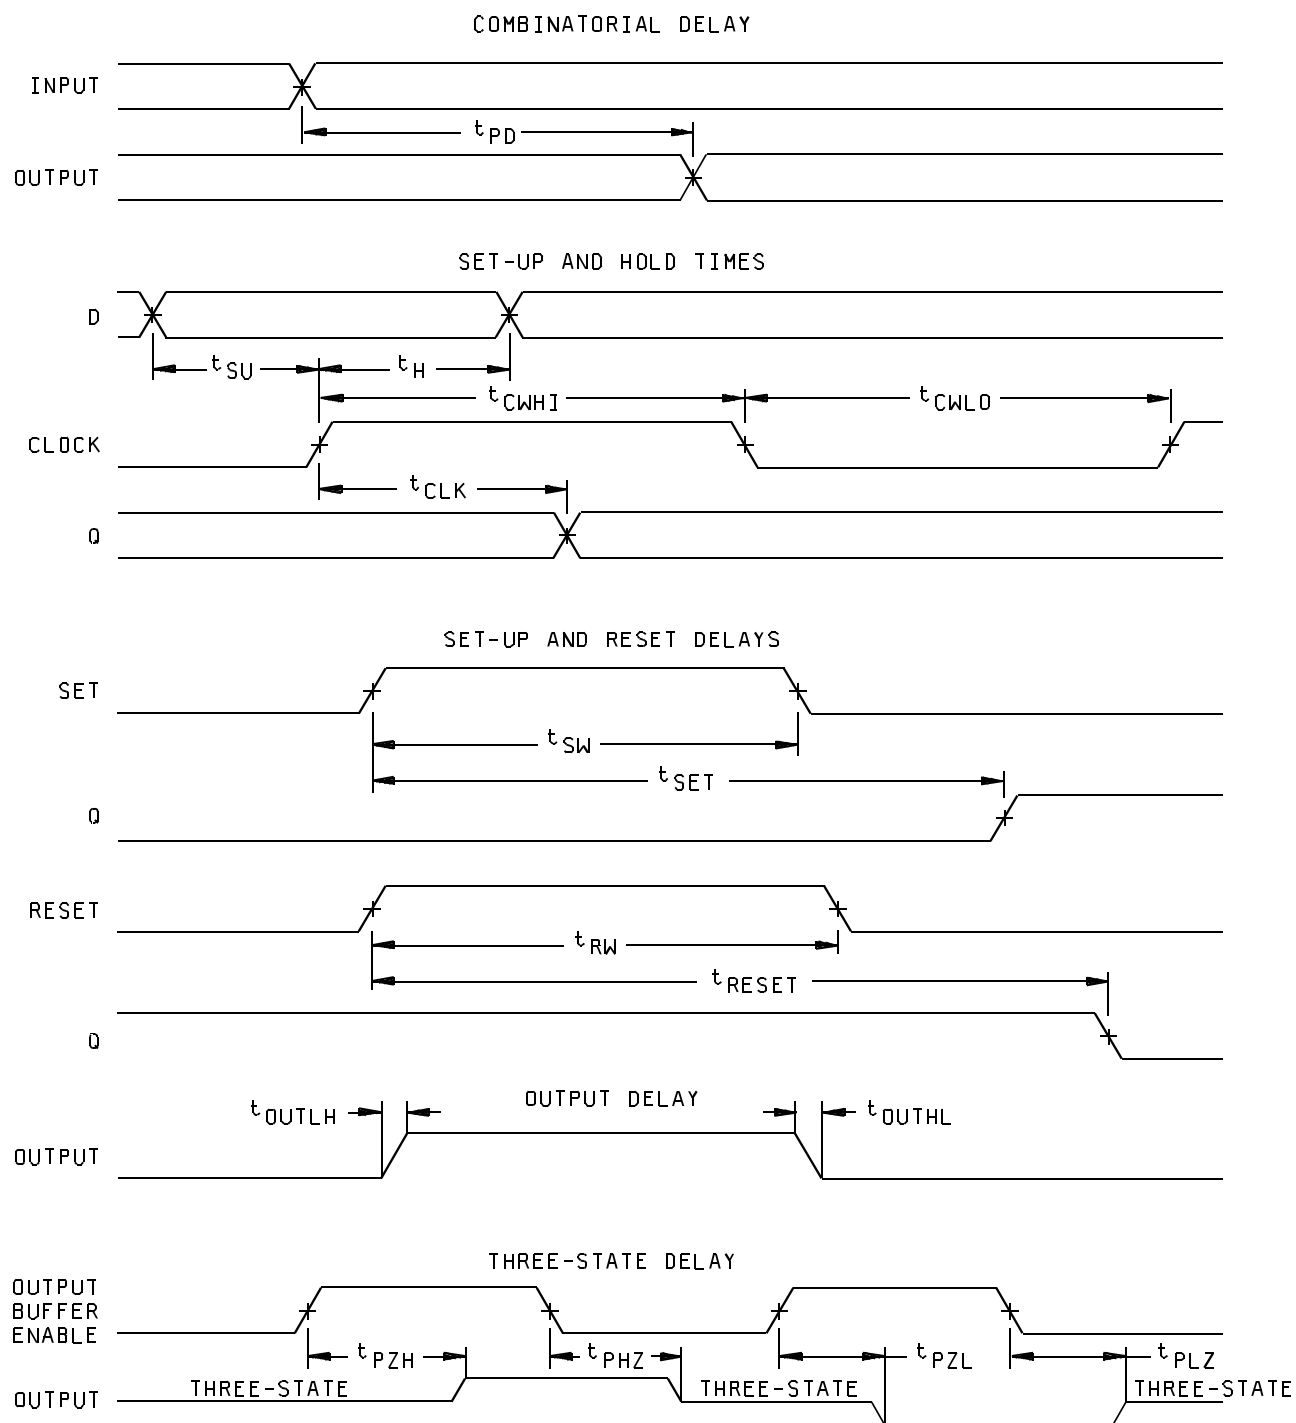 COMBINATORIAL DELAY
INPUT
tPD
OUTPUT
SET-UP AND HOLD TIMES
D
tSU tH
tCWHI tCWLO
CLOCK
tCLK
Q
SET-UP AND RESET DELAYS
SET
tSW
tSET
Q
RESET
tRW
tRESET
Q
OUTPUT DELAY
tOUTLH tOUTHL
OUTPUT
THREE-STATE DELAY
OUTPUT
BUFFER
ENABLE
tPZH tPHZ tPZL tPLZ
THREE-STATE THREE-STATE THREE-STATE
OUTPUT